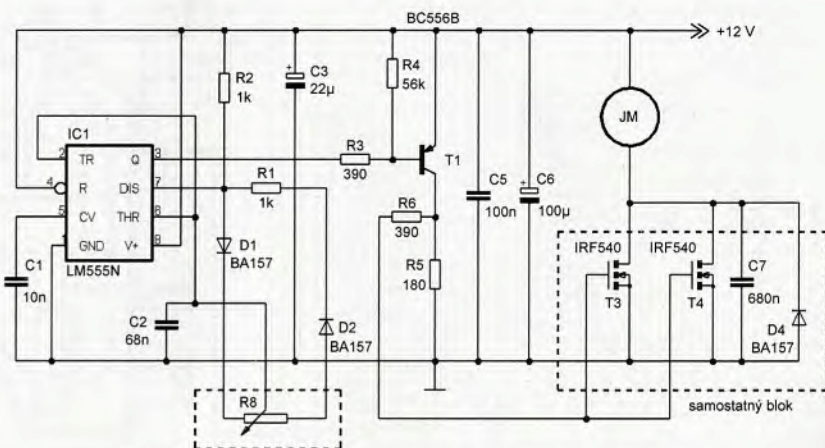 BC556B
+12 V
R2
1k
+
C3
22µ
R4
56k
IC1
2
TR
Q
3
4
R
DIS
7
5
CV
THR
6
GND
V+
8
LM555N
R3
390
T1
JM
R1
1k
R6
390
C5
100n
+
C6
100µ
D1
BA157
R5
180
IRF540
IRF540
T3
T4
C7
680n
C1
10n
C2
68n
D2
BA157
D4
BA157
R8
samostatný blok